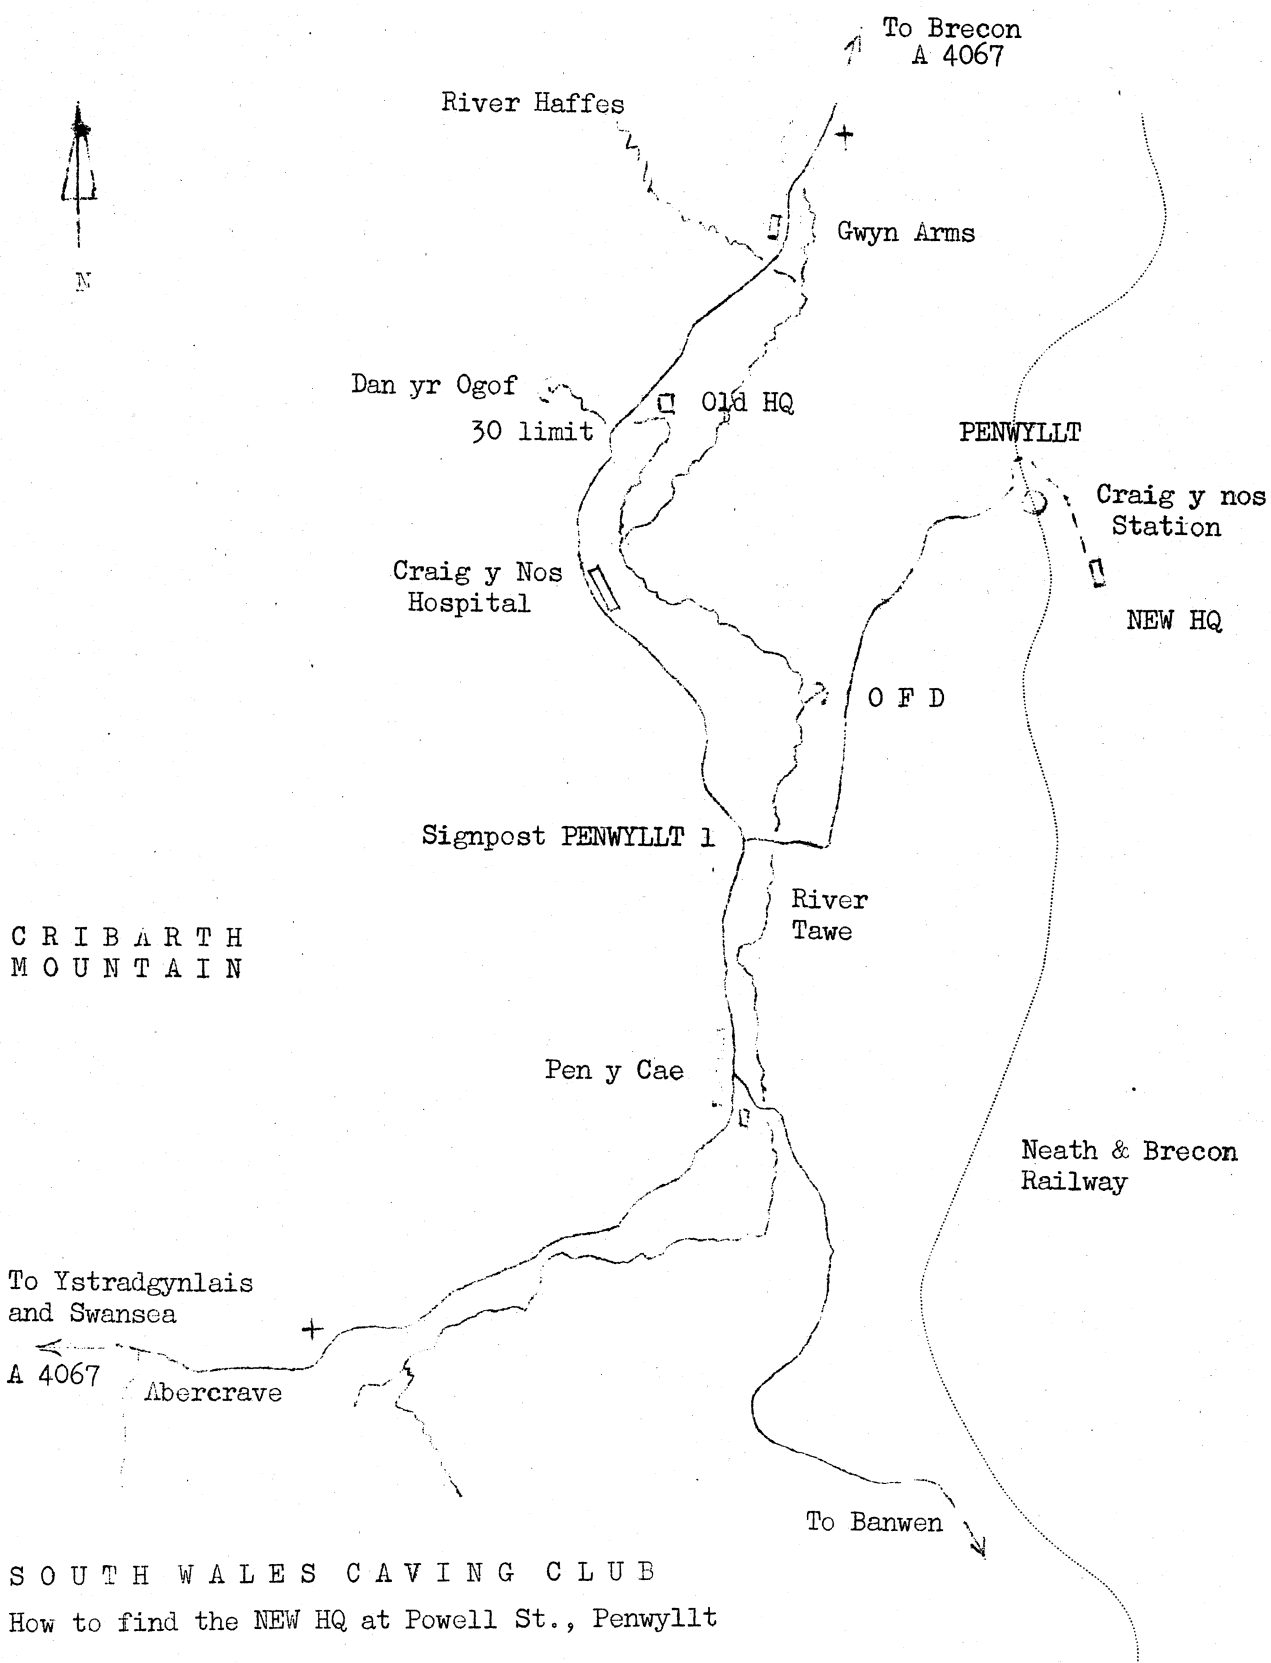 To Brecon
A 4067
River Haffes
N
Gwyn Arms
Dan yr Ogof
30 limit
Old HQ
PENWYLLT
Craig y nos
Station
NEW HQ
Craig y Nos
Hospital
O F D
Signpost PENWYLLT 1
River
Tawe
C R I B A R T H
M O U N T A I N
Pen y Cae
Neath & Brecon
Railway
To Ystradgynlais
and Swansea
A 4067
Abercrave
To Banwen
S O U T H  W A L E S  C A V I N G  C L U B
How to find the NEW HQ at Powell St., Penwyllt